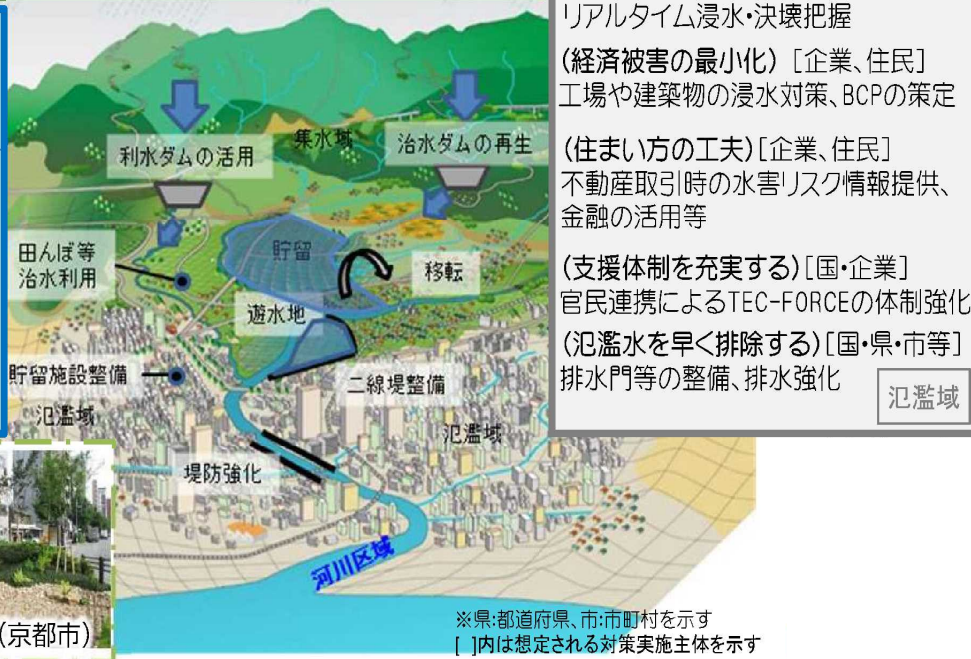 リアルタイム浸水・決壊把握
(経済被害の最小化) [企業、住民]
工場や建築物の浸水対策、BCPの策定
(住まい方の工夫)[企業、住民]
不動産取引時の水害リスク情報提供、
金融の活用等
(支援体制を充実する)[国・企業]
官民連携によるTEC-FORCEの体制強化
(氾濫水を早く排除する)[国・県・市等]
排水門等の整備、排水強化
氾濫域
集水域
利水ダムの活用
治水ダムの再生
貯留
田んぼ等
治水利用
移転
遊水地
貯留施設整備
二線堤整備
氾濫域
氾濫域
堤防強化
河川区域
(京都市)
※県:都道府県、市:市町村を示す
[ ]内は想定される対策実施主体を示す